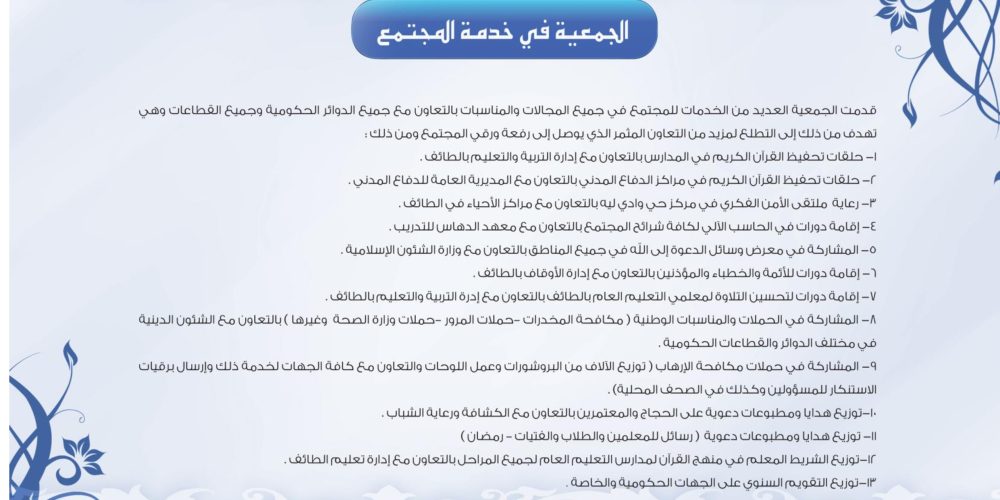 الجمعية في خدمة المجتمع
قدمت الجمعية العديد من الخدمات للمجتمع في جميع المجالات والمناسبات بالتعاون مع جميع الدوائر الحكومية وجميع القطاعات وهي
تهدف من ذلك إلى التطلع لمزيد من التعاون المثمر الذي يوصل إلى رفعة ورقي المجتمع ومن ذلك :
١- حلقات تحفيظ القرآن الكريم في المدارس بالتعاون مع إدارة التربية والتعليم بالطائف .
٢- حلقات تحفيظ القرآن الكريم في مراكز الدفاع المدني بالتعاون مع المديرية العامة للدفاع المدني .
٣- رعاية ملتقى الأمن الفكري في مركز حي وادي ليه بالتعاون مع مراكز الأحياء في الطائف .
٤- إقامة دورات في الحاسب الآلي لكافة شرائح المجتمع بالتعاون مع معهد الدهاس للتدريب .
٥- المشاركة في معرض وسائل الدعوة إلى الله في جميع المناطق بالتعاون مع وزارة الشئون الإسلامية .
٦- إقامة دورات للأئمة والخطباء والمؤذنين بالتعاون مع إدارة الأوقاف بالطائف .
٧- إقامة دورات لتحسين التلاوة لمعلمي التعليم العام بالطائف بالتعاون مع إدرة التربية والتعليم بالطائف .
٨- المشاركة في الحملات والمناسبات الوطنية ( مكافحة المخدرات -حملات المرور -حملات وزارة الصحة وغيرها ) بالتعاون مع الشئون الدينية
في مختلف الدوائر والقطاعات الحكومية .
٩- المشاركة في حملات مكافحة الإرهاب ( توزيع الآلاف من البروشورات وعمل اللوحات والتعاون مع كافة الجهات لخدمة ذلك وإرسال برقيات
الاستنكار للمسؤولين وكذلك في الصحف المحلية) .
١٠-توزيع هدايا ومطبوعات دعوية على الحجاج والمعتمرين بالتعاون مع الكشافة ورعاية الشباب .
١١- توزيع هدايا ومطبوعات دعوية ( رسائل للمعلمين والطلاب والفتيات - رمضان )
١٢-توزيع الشريط المعلم في منهج القرآن لمدارس التعليم العام لجميع المراحل بالتعاون مع إدارة تعليم الطائف .
١٣-توزيع التقويم السنوي على الجهات الحكومية والخاصة .